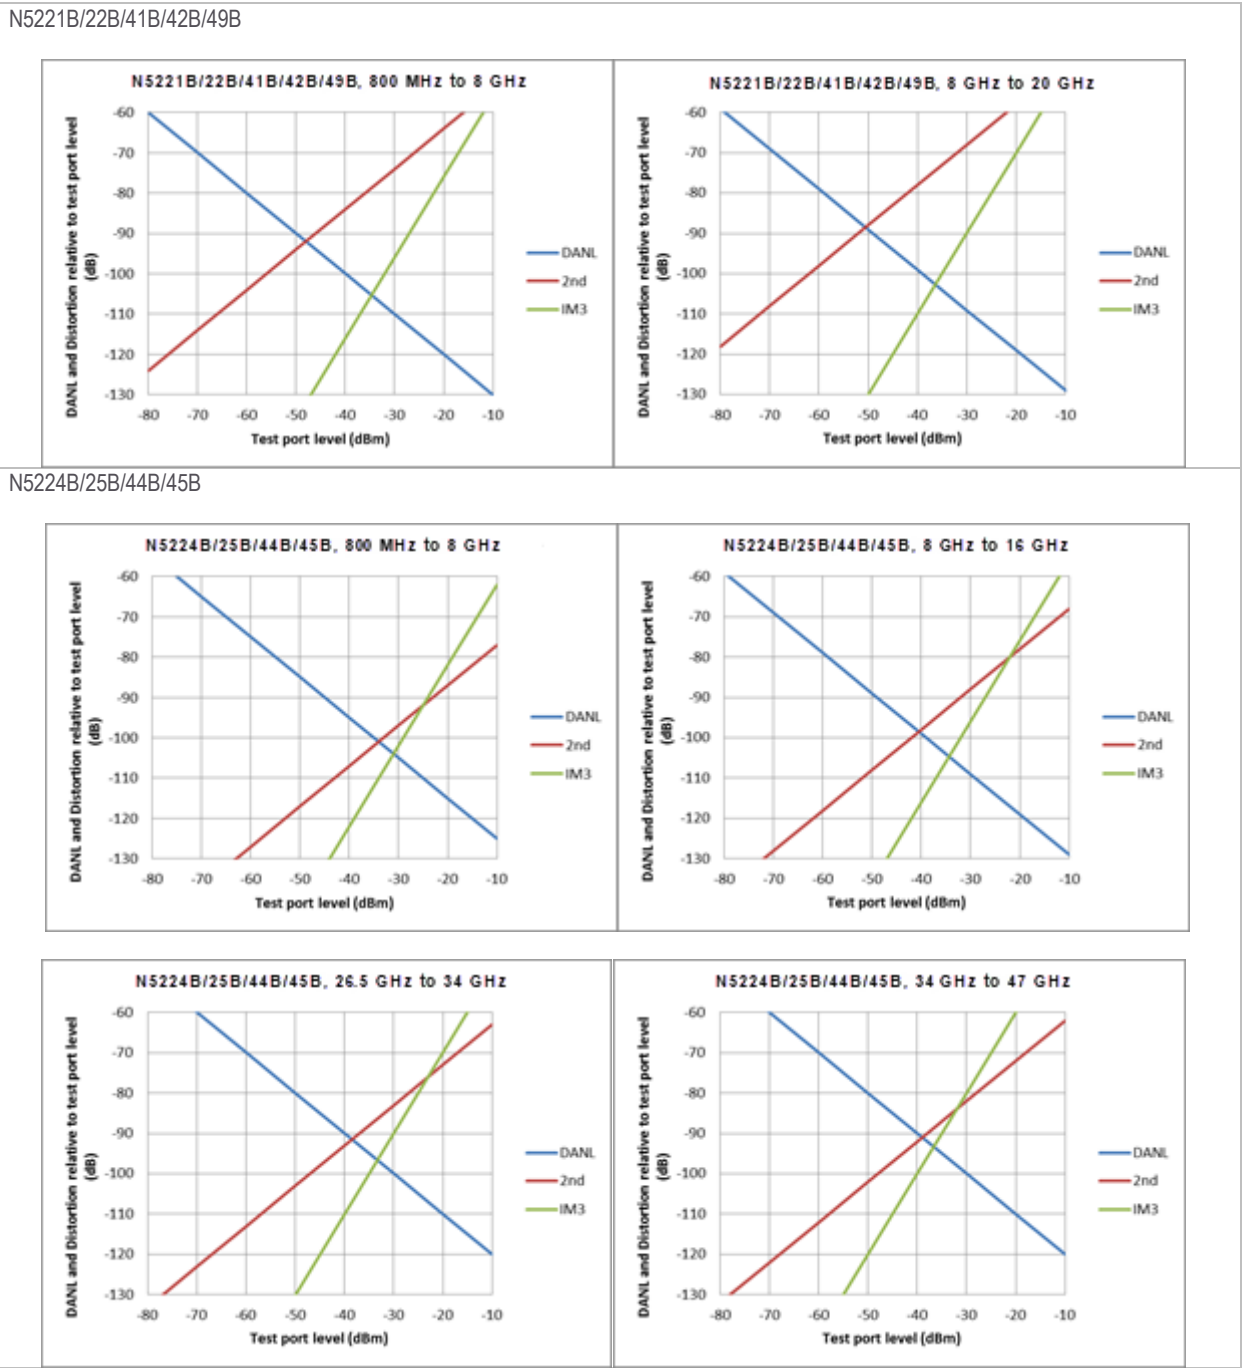 N5221B/22B/41B/42B/49B
N5221B/22B/41B/42B/49B, 800 MHz to 8 GHz
DANL and Distortion relative to test port level
(dB)
-60
-70
-80
-90
-100
-110
-120
-130
-80 -70 -60 -50 -40 -30 -20 -10
Test port level (dBm)
DANL
2nd
IM3
N5221B/22B/41B/42B/49B, 8 GHz to 20 GHz
DANL and Distortion relative to test port level
(dB)
-60
-70
-80
-90
-100
-110
-120
-130
-80 -70 -60 -50 -40 -30 -20 -10
Test port level (dBm)
DANL
2nd
IM3
N5224B/25B/44B/45B
N5224B/25B/44B/45B, 800 MHz to 8 GHz
DANL and Distortion relative to test port level
(dB)
-60
-70
-80
-90
-100
-110
-120
-130
-80 -70 -60 -50 -40 -30 -20 -10
Test port level (dBm)
DANL
2nd
IM3
N5224B/25B/44B/45B, 8 GHz to 16 GHz
DANL and Distortion relative to test port level
(dB)
-60
-70
-80
-90
-100
-110
-120
-130
-80 -70 -60 -50 -40 -30 -20 -10
Test port level (dBm)
DANL
2nd
IM3
N5224B/25B/44B/45B, 26.5 GHz to 34 GHz
DANL and Distortion relative to test port level
(dB)
-60
-70
-80
-90
-100
-110
-120
-130
-80 -70 -60 -50 -40 -30 -20 -10
Test port level (dBm)
DANL
2nd
IM3
N5224B/25B/44B/45B, 34 GHz to 47 GHz
DANL and Distortion relative to test port level
(dB)
-60
-70
-80
-90
-100
-110
-120
-130
-80 -70 -60 -50 -40 -30 -20 -10
Test port level (dBm)
DANL
2nd
IM3